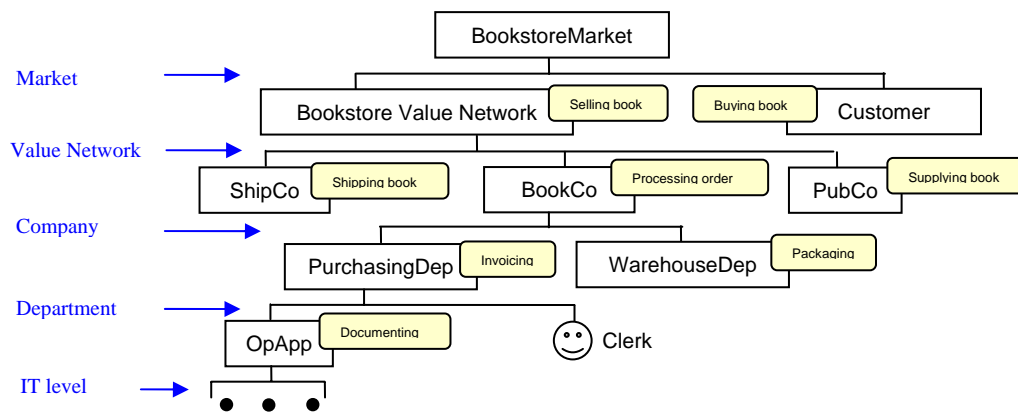 BookstoreMarket
Market
Bookstore Value Network
Selling book
Buying book
Customer
Value Network
ShipCo
Shipping book
BookCo
Processing order
PubCo
Supplying book
Company
PurchasingDep
Invoicing
WarehouseDep
Packaging
Department
OpApp
Documenting
Clerk
IT level